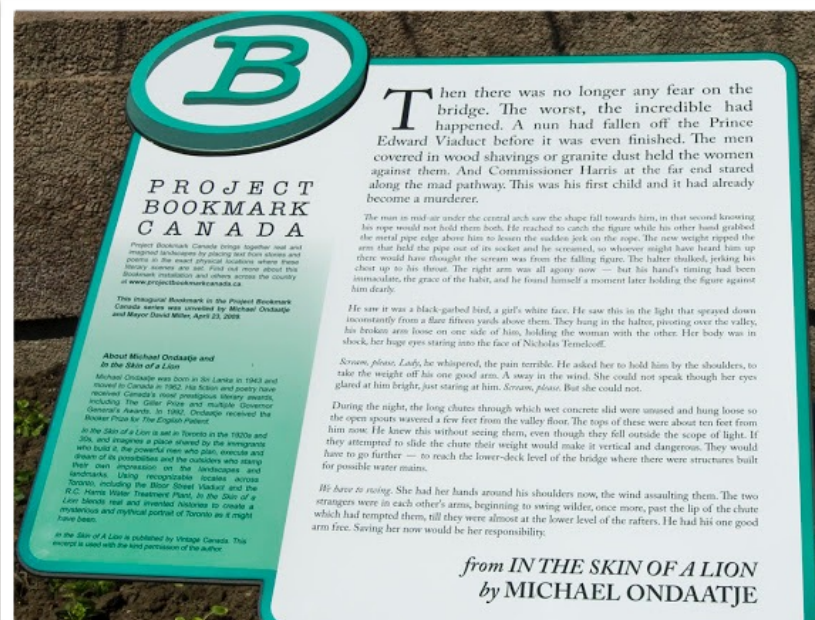 B
PROJECT
BOOKMARK
CANADA
Project Bookmark Canada brings together real and
imagined landscapes by placing text from stories and
poems in the exact physical locations where these
literary scenes are set. Find out more about this
Bookmark installation and others across the country
at www.projectbookmarkcanada.ca
This inaugural Bookmark in the Project Bookmark
Canada series was unveiled by Michael Ondaatje
and Mayor David Miller, April 23, 2009
About Michael Ondaatje and
In the Skin of a Lion
Michael Ondaatje was born in Sri Lanka in 1943 and
moved to Canada in 1962. His fiction and poetry have
received Canada's most prestigious literary awards,
including The Giller Prize and multiple Governor
General's Awards. In 1992, Ondaatje received the
Booker Prize for The English Patient.
In the Skin of a Lion is set in Toronto in the 1920s and
30s, and imagines a place shared by the immigrants
who build it, the powerful men who plan, execute and
dream of its possibilities and the outsiders who stamp
their own impression on the landscapes and
landmarks. Using recognizable locales across
Toronto, including the Bloor Street Viaduct and the
R.C. Harris Water Treatment Plant, In the Skin of a
Lion blends real and invented histories to create a
mysterious and mythical portrait of Toronto as it might
have been.
In the Skin of A Lion is published by Vintage Canada. This
excerpt is used with the kind permission of the author.
Then there was no longer any fear on the
bridge. The worst, the incredible had
happened. A nun had fallen off the Prince
Edward Viaduct before it was even finished. The men
covered in wood shavings or granite dust held the women
against them. And Commissioner Harris at the far end stared
along the mad pathway. This was his first child and it had already
become a murderer.
The man in mid-air under the central arch saw the shape fall towards him, in that second knowing
his rope would not hold them both. He reached to catch the figure while his other hand grabbed
the metal pipe edge above him to lessen the sudden jerk on the rope. The new weight ripped the
arm that held the pipe out of its socket and he screamed, so whoever might have heard him up
there would have thought the scream was from the falling figure. The halter thulked, jerking his
chest up to his throat. The right arm was all agony now — but his hand's timing had been
immaculate, the grace of the habit, and he found himself a moment later holding the figure against
him dearly.
He saw it was a black-garbed bird, a girl's white face. He saw this in the light that sprayed down
inconstantly from a flare fifteen yards above them. They hung in the halter, pivoting over the valley,
his broken arm loose on one side of him, holding the woman with the other. Her body was in
shock, her huge eyes staring into the face of Nicholas Temelcoff.
Scream, please, Lady, he whispered, the pain terrible. He asked her to hold him by the shoulders, to
take the weight off his one good arm. A sway in the wind. She could not speak though her eyes
glared at him bright, just staring at him. Scream, please. But she could not.
During the night, the long chutes through which wet concrete slid were unused and hung loose so
the open spouts wavered a few feet from the valley floor. The tops of these were about ten feet from
him now. He knew this without seeing them, even though they fell outside the scope of light. If
they attempted to slide the chute their weight would make it vertical and dangerous. They would
have to go further — to reach the lower-deck level of the bridge where there were structures built
for possible water mains.
We have to swing. She had her hands around his shoulders now, the wind assaulting them. The two
strangers were in each other's arms, beginning to swing wilder, once more, past the lip of the chute
which had tempted them, till they were almost at the lower level of the rafters. He had his one good
arm free. Saving her now would be her responsibility.
from IN THE SKIN OF A LION
by MICHAEL ONDAATJE